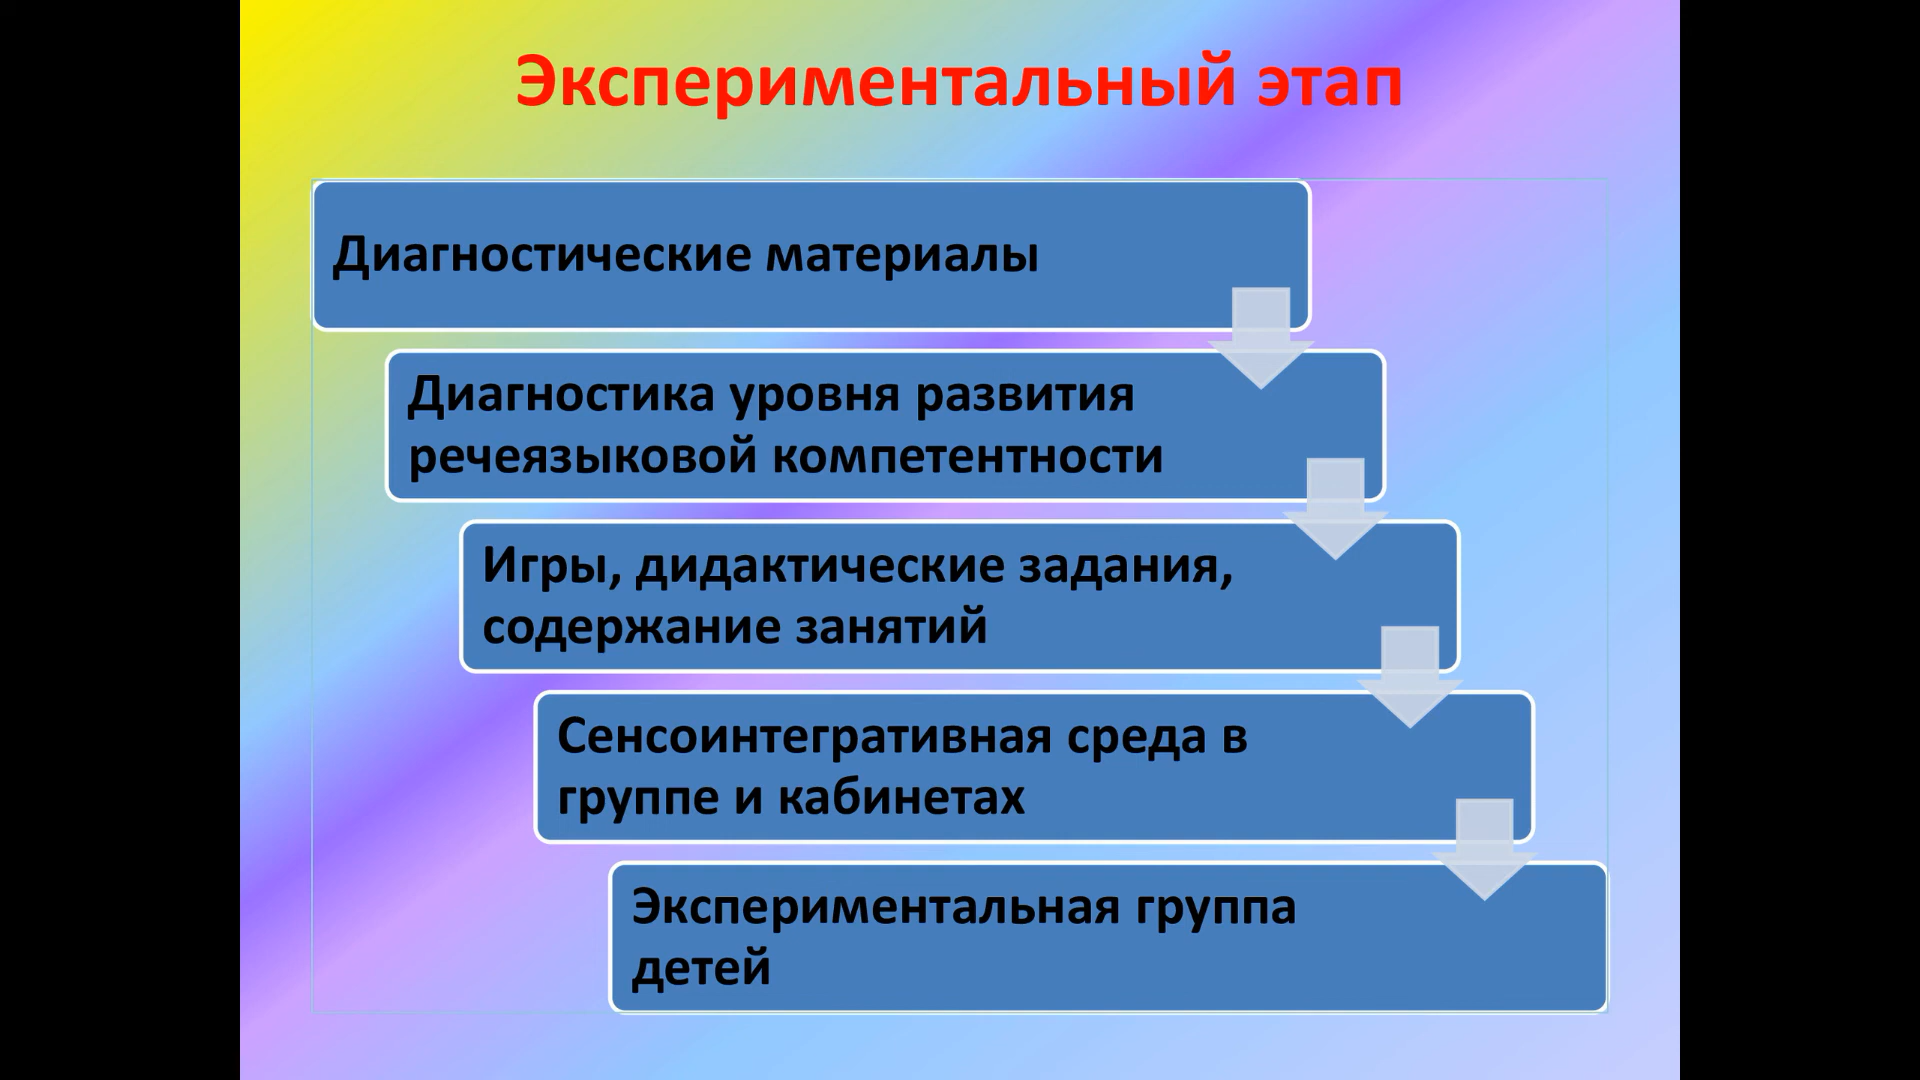 Экспериментальный этап
Диагностические материалы
Диагностика уровня развития
речеязыковой компетентности
Игры, дидактические задания,
содержание занятий
Сенсоинтегративная среда в
группе и кабинетах
Экспериментальная группа
детей